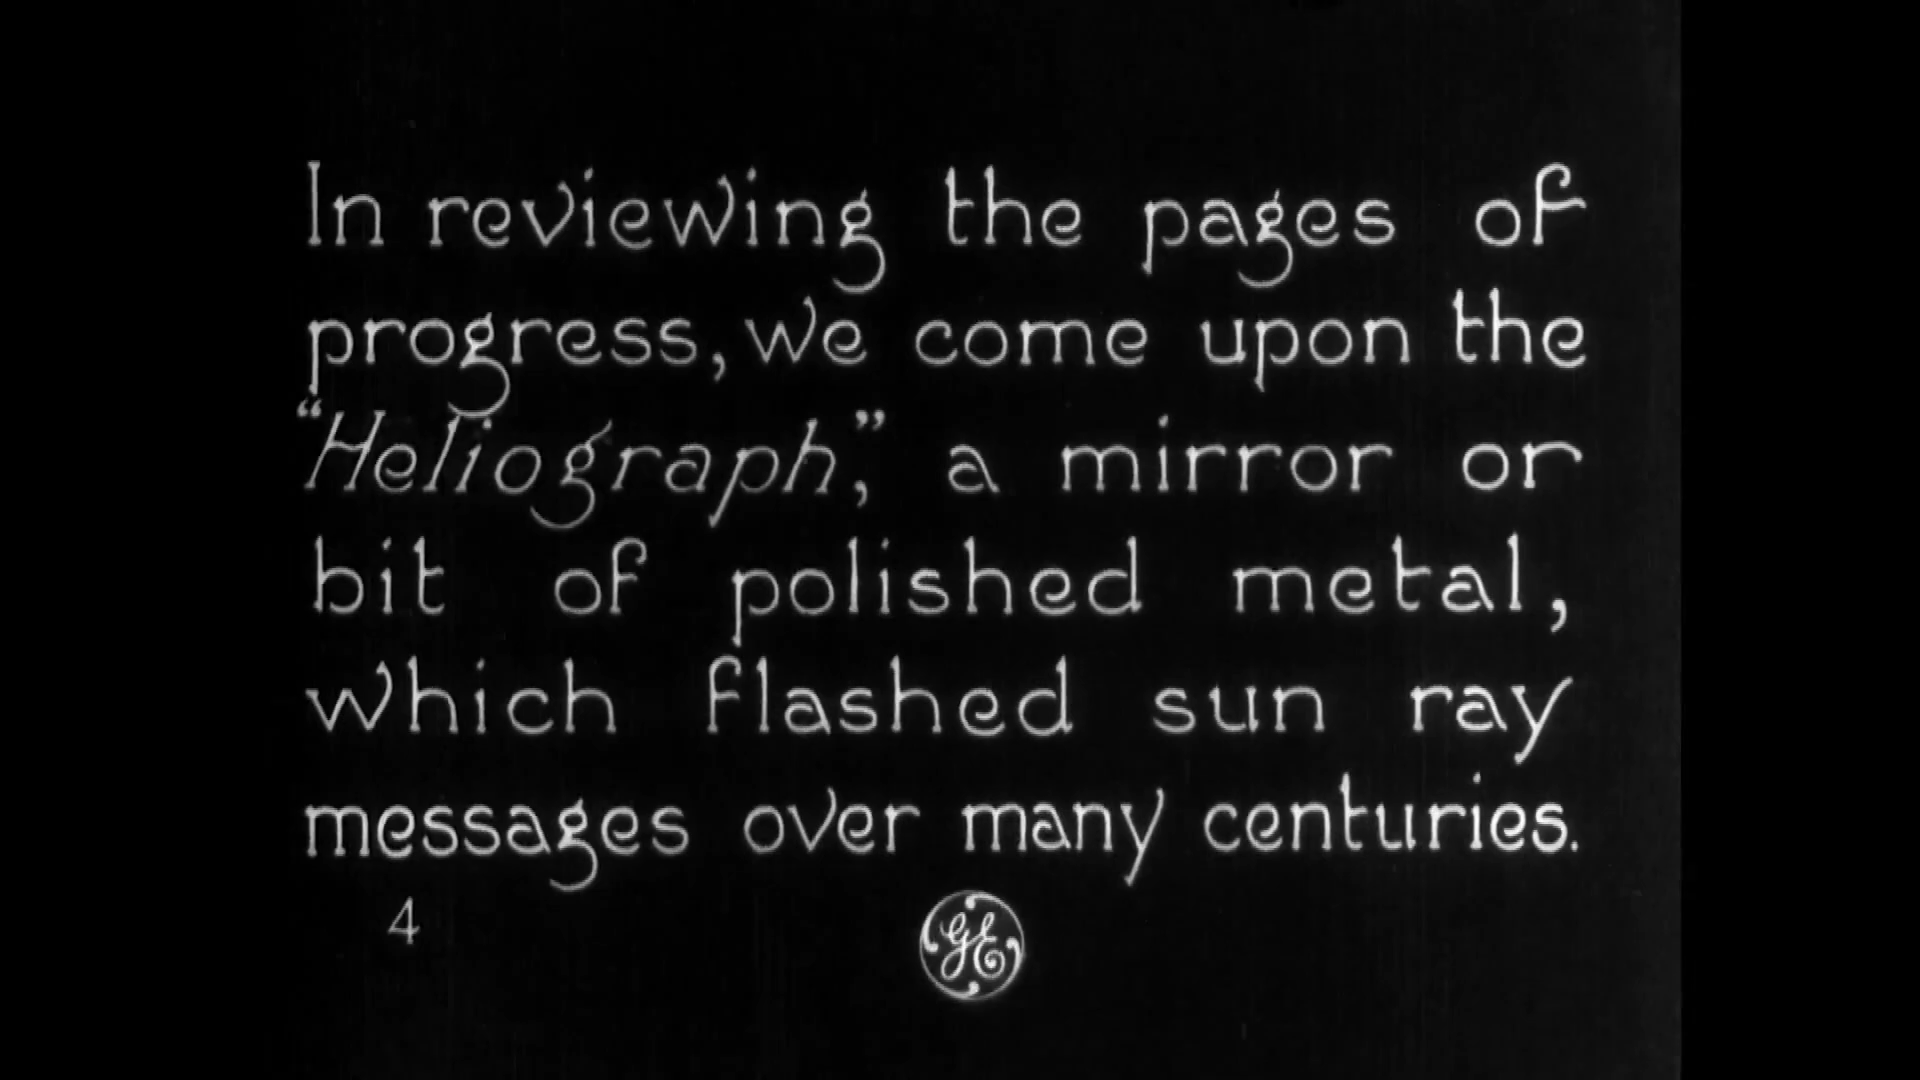 In reviewing the pages of
progress, we come upon the
"Heliograph," a mirror or
bit of polished metal,
which flashed sun ray
messages over many centuries.
4
GE